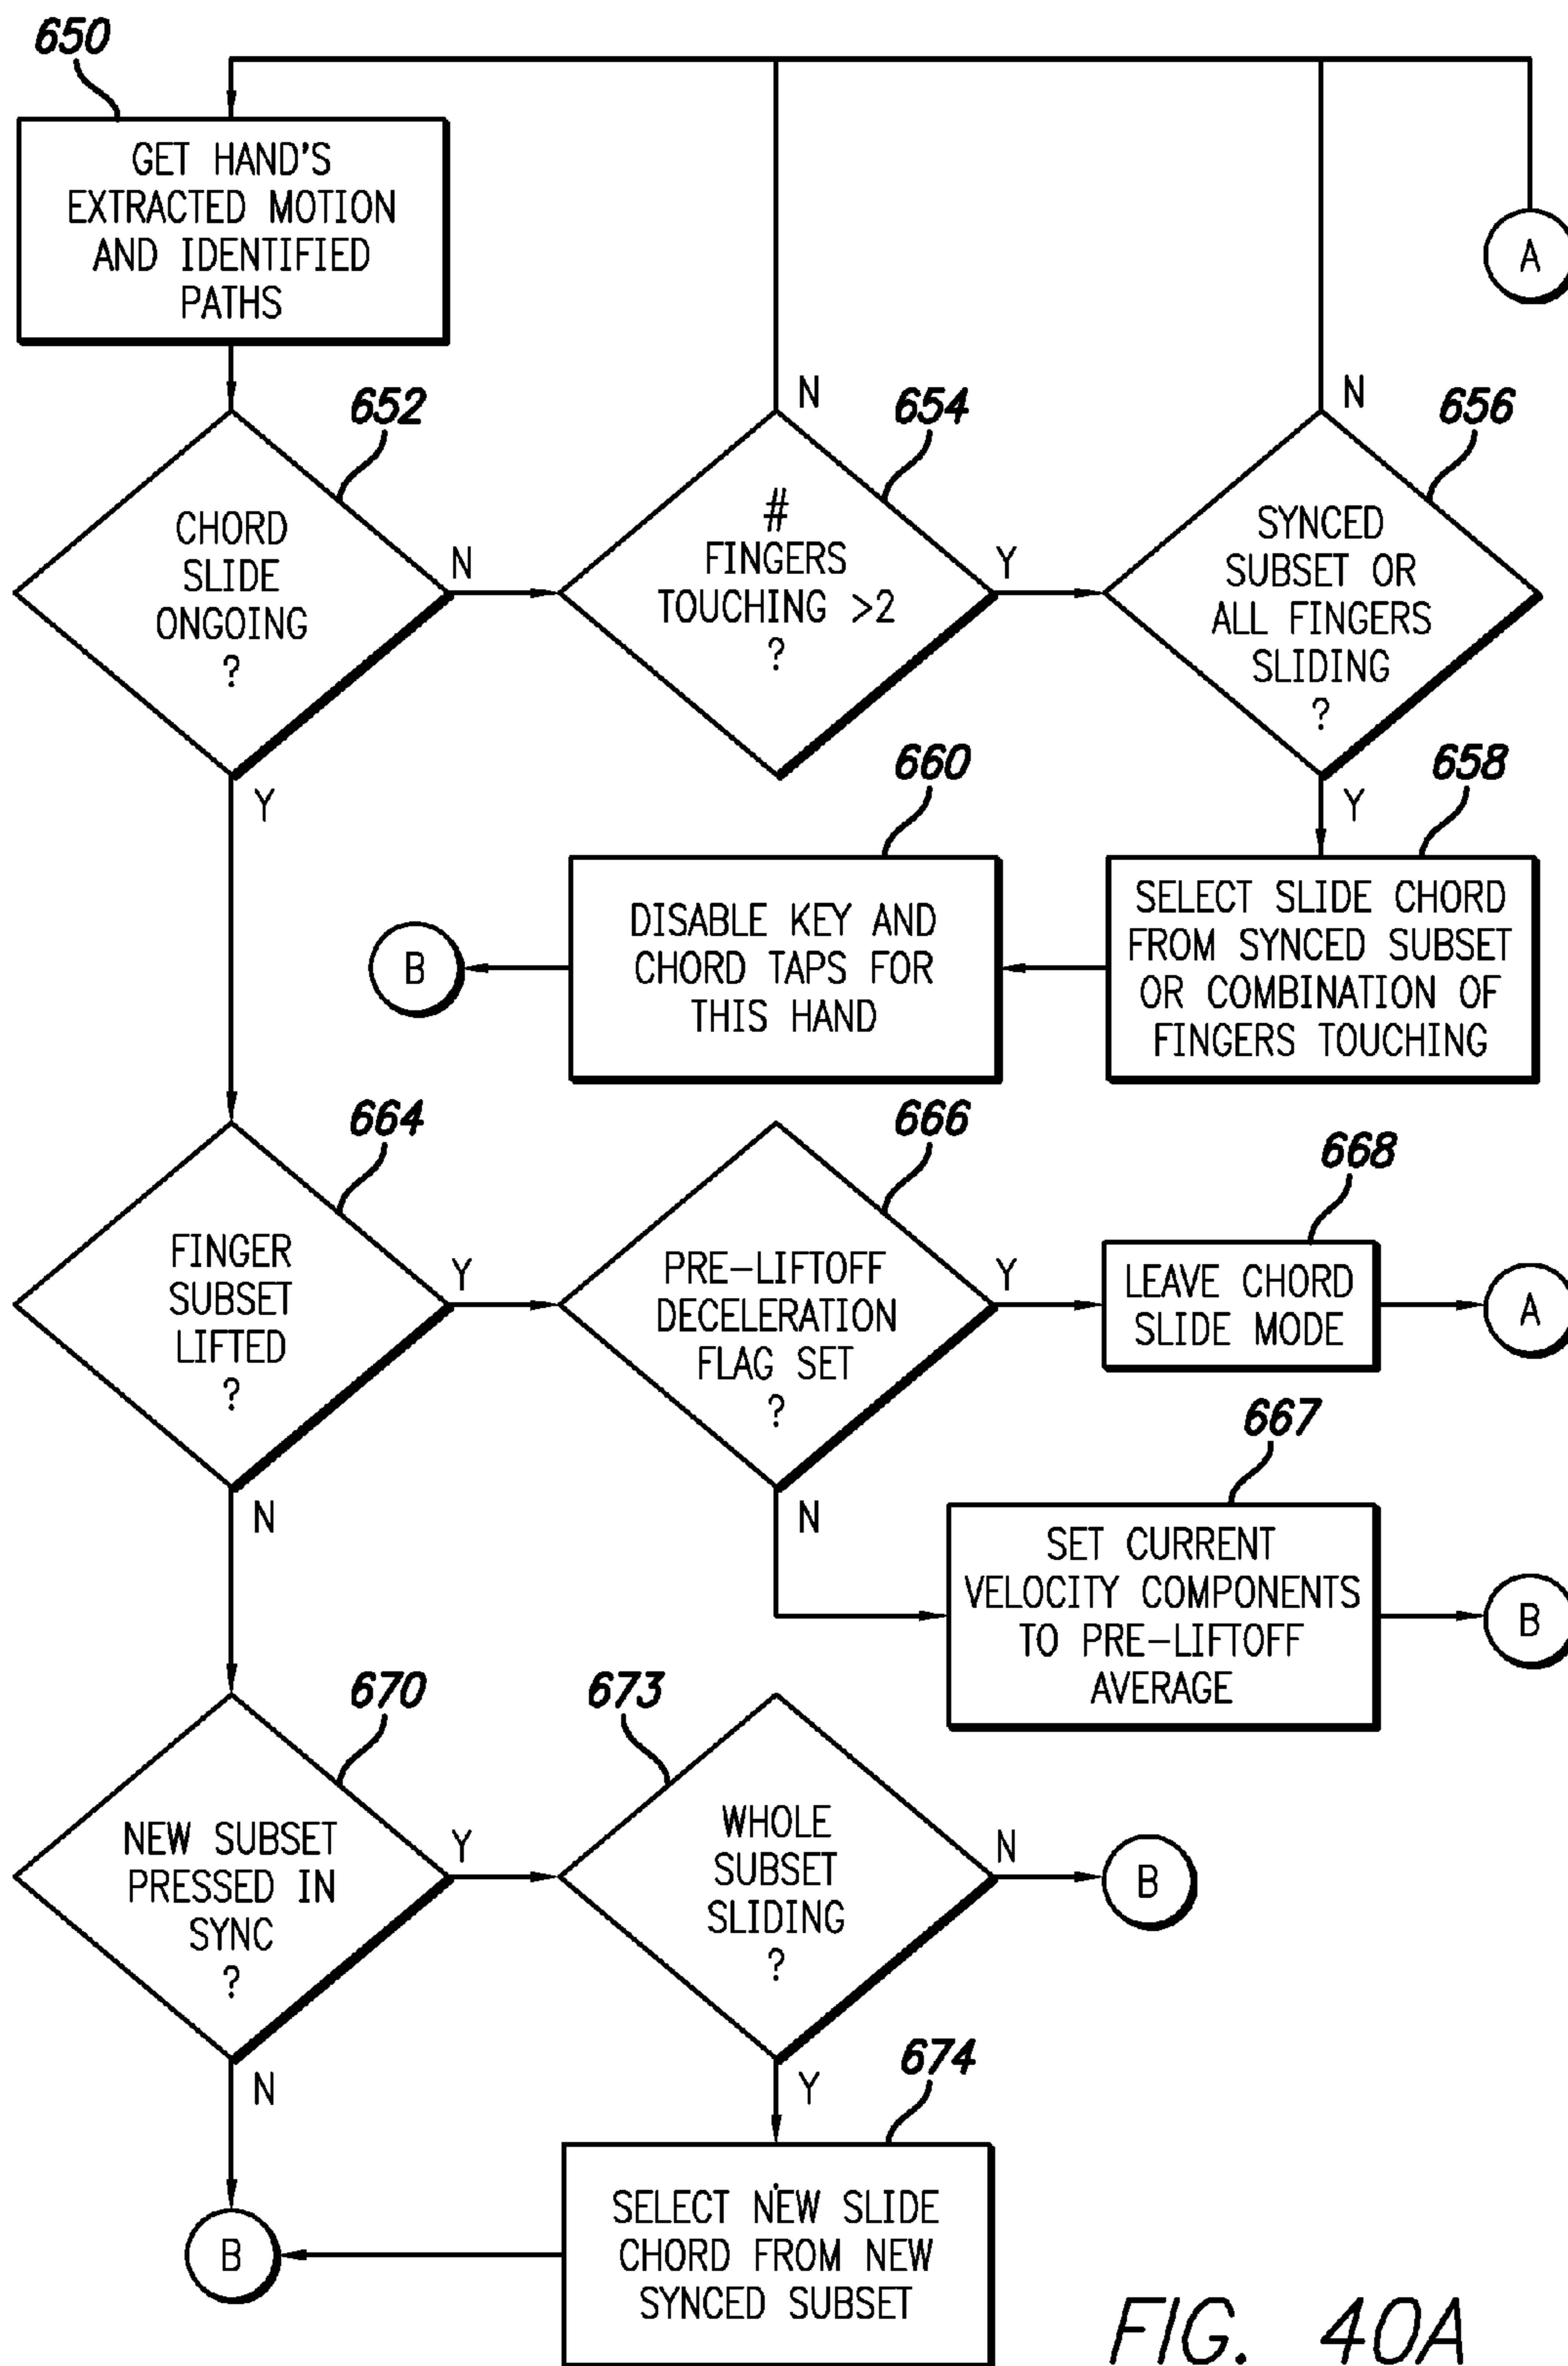 650
GET HAND'S
EXTRACTED MOTION
AND IDENTIFIED
PATHS
A
652
CHORD
SLIDE
ONGOING
?
N
Y
654
#
FINGERS
TOUCHING >2
?
N
Y
656
SYNCED
SUBSET OR
ALL FINGERS
SLIDING
?
N
Y
658
SELECT SLIDE CHORD
FROM SYNCED SUBSET
OR COMBINATION OF
FINGERS TOUCHING
660
DISABLE KEY AND
CHORD TAPS FOR
THIS HAND
B
664
FINGER
SUBSET
LIFTED
?
Y
N
666
PRE-LIFTOFF
DECELERATION
FLAG SET
?
Y
N
668
LEAVE CHORD
SLIDE MODE
A
667
SET CURRENT
VELOCITY COMPONENTS
TO PRE-LIFTOFF
AVERAGE
B
670
NEW SUBSET
PRESSED IN
SYNC
?
Y
N
673
WHOLE
SUBSET
SLIDING
?
N
B
Y
674
SELECT NEW SLIDE
CHORD FROM NEW
SYNCED SUBSET
B
FIG. 40A